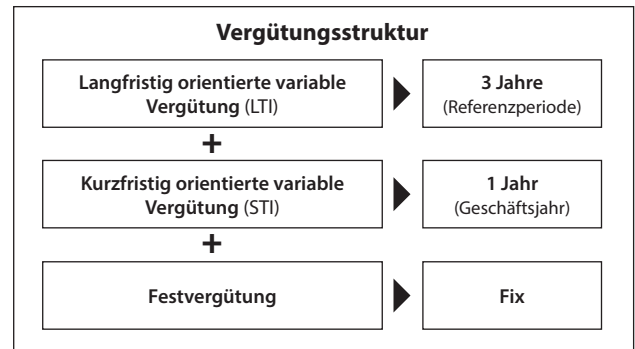 Vergütungsstruktur
Langfristig orientierte variable
Vergütung (LTI)
3 Jahre
(Referenzperiode)
+
Kurzfristig orientierte variable
Vergütung (STI)
1 Jahr
(Geschäftsjahr)
+
Festvergütung
Fix